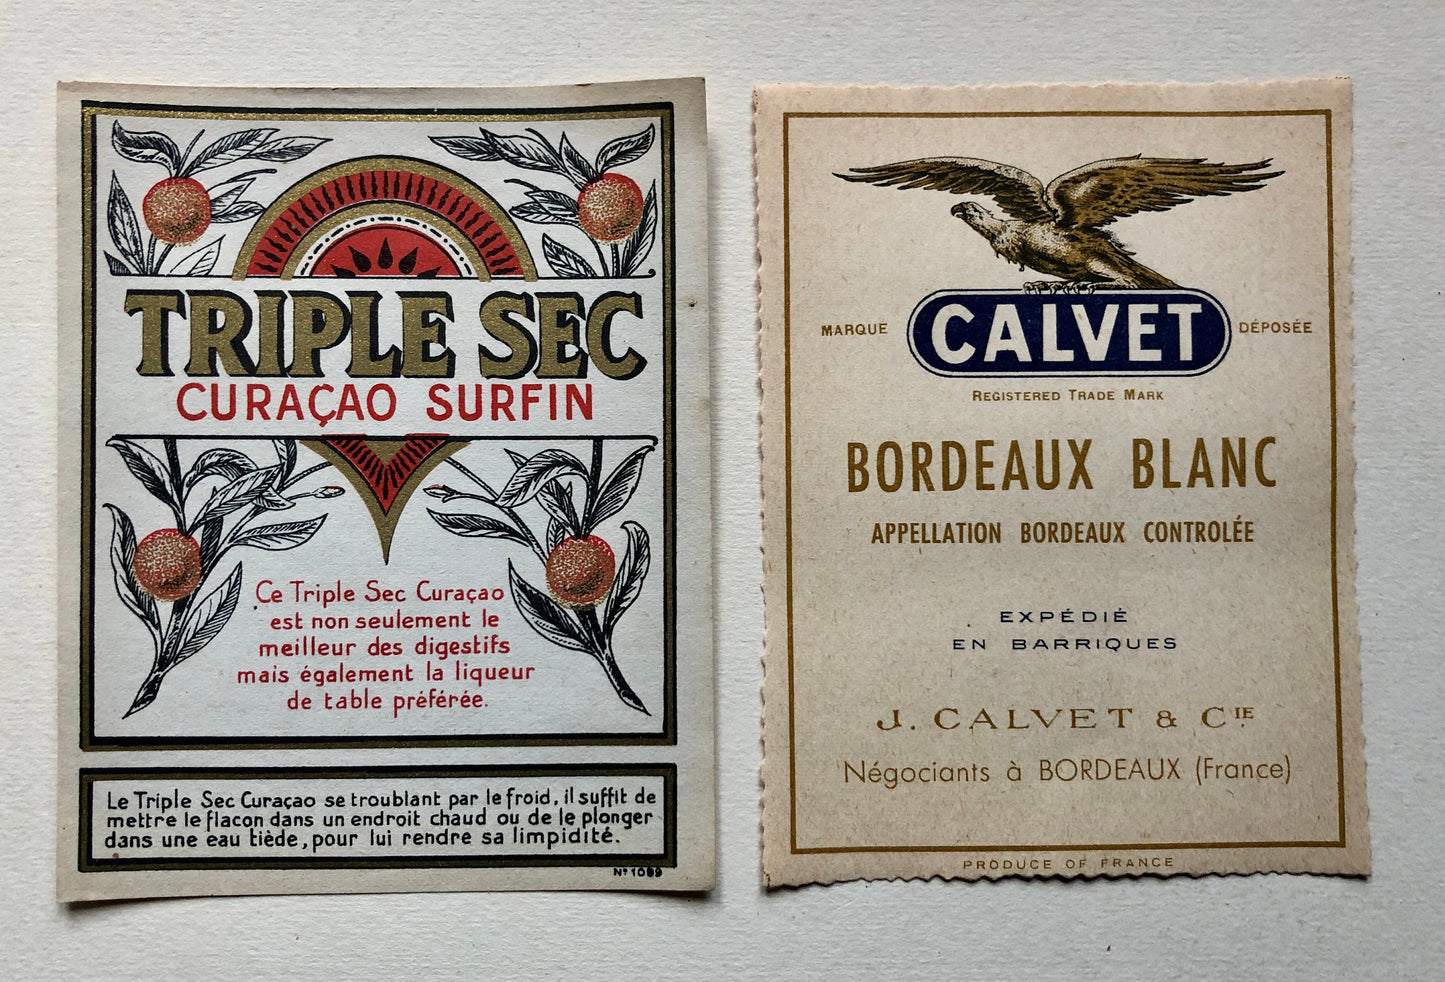 TRIPLE SEC
CURAÇAO SURFIN
Ce Triple Sec Curaçao
est non seulement le
meilleur des digestifs
mais également la liqueur
de table préférée.
Le Triple Sec Curaçao se troublant par le froid, il suffit de
mettre le flacon dans un endroit chaud ou de le plonger
dans une eau tiède, pour lui rendre sa limpidité.
CALVET
MARQUE DÉPOSÉE
REGISTERED TRADE MARK
BORDEAUX BLANC
APPELLATION BORDEAUX CONTROLÉE
EXPÉDIÉ
EN BARRIQUES
J. CALVET & CIE
Négociants à BORDEAUX (France)
PRODUCE OF FRANCE